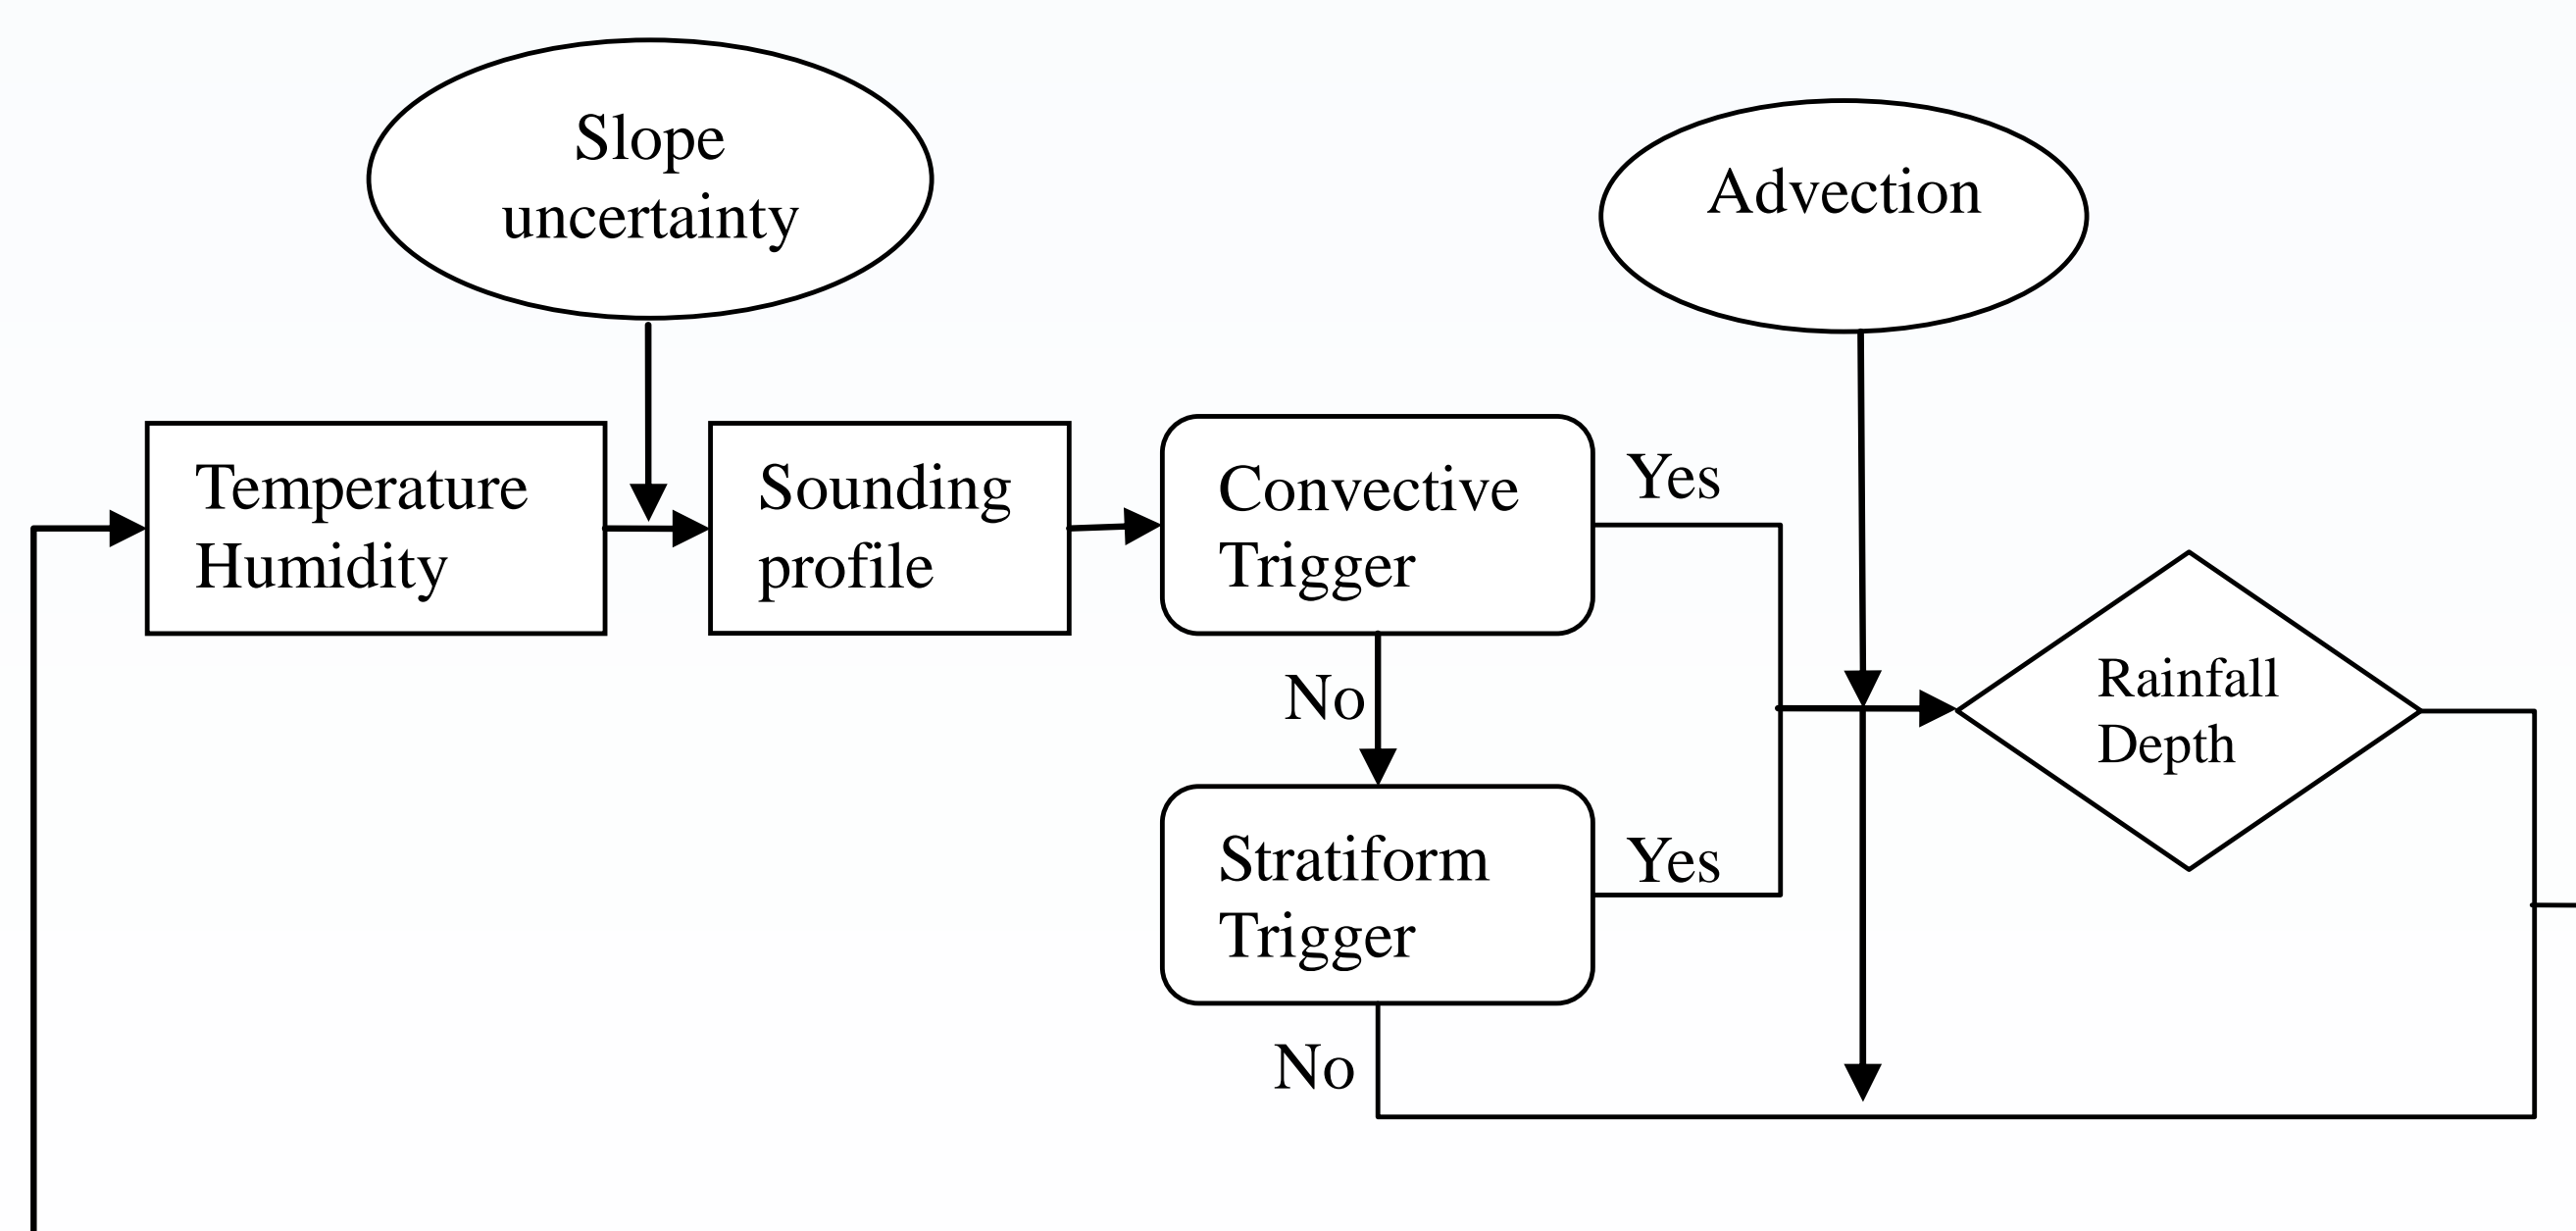 Slope
uncertainty
Advection
Temperature
Humidity
Sounding
profile
Convective
Trigger
Yes
No
Rainfall
Depth
Stratiform
Trigger
Yes
No